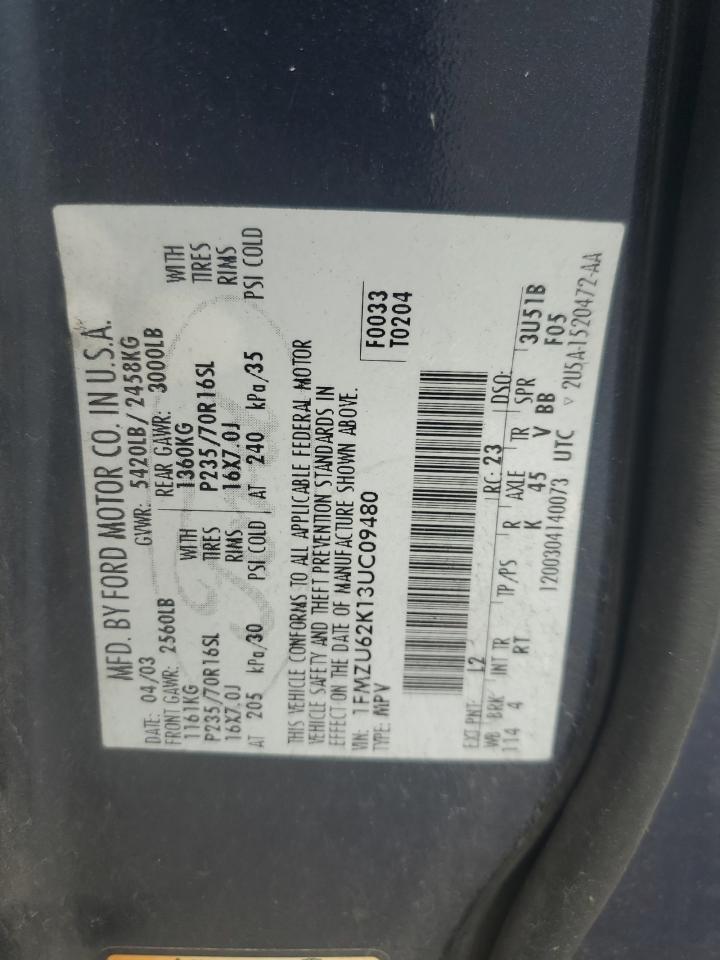 MFD. BY FORD MOTOR CO. IN U.S.A.
DATE: 04/03 GVWR: 5420LB/ 2458KG
FRONT GAWR: 2560LB REAR GAWR: 3000LB
1161KG WITH 1360KG WITH
P235/70R16SL TIRES P235/70R16SL TIRES
16X7.0J RIMS 16X7.0J RIMS
AT 205 kPa/30 PSI COLD AT 240 kPa/35 PSI COLD
THIS VEHICLE CONFORMS TO ALL APPLICABLE FEDERAL MOTOR
VEHICLE SAFETY AND THEFT PREVENTION STANDARDS IN
EFFECT ON THE DATE OF MANUFACTURE SHOWN ABOVE.
VIN: 1FMZU62K13UC09480 F0033
TYPE: MPV T0204
EXT PNT: L2 RC: 23 DSO:
WB BRK INT TR TP/PS R AXLE TR SPR 3U51B
114 4 RT K 45 V BB F05
1200304140073 UTC ▽ 2U5A-1520472-AA